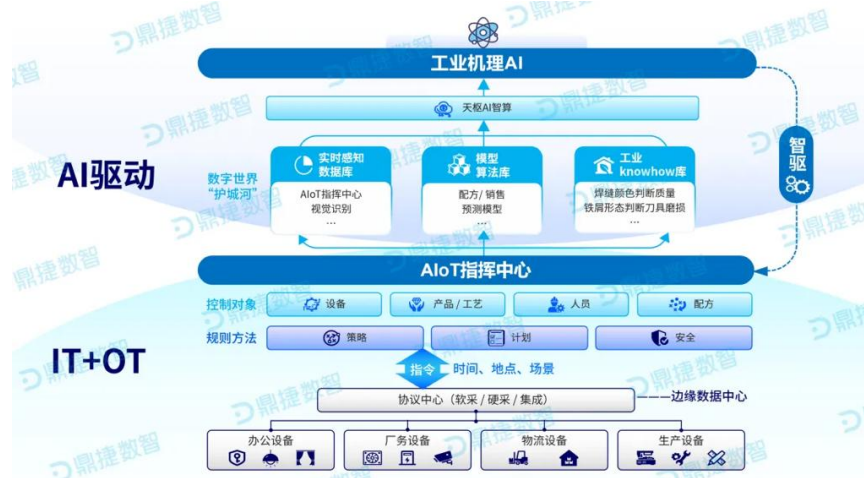 工业机理AI
天枢AI智算
AI驱动
数字世界
“护城河”
实时感知
数据库
AIoT指挥中心
视觉识别
...
模型
算法库
配方/ 销售
预测模型
...
工业
knowhow库
焊缝颜色判断质量
铁屑形态判断刀具磨损
...
智驱
AIoT指挥中心
控制对象
设备
产品 / 工艺
人员
配方
规则方法
策略
计划
安全
IT+OT
指令
时间、地点、场景
协议中心（软采 / 硬采 / 集成）
———边缘数据中心
办公设备
厂务设备
物流设备
生产设备
鼎捷数智